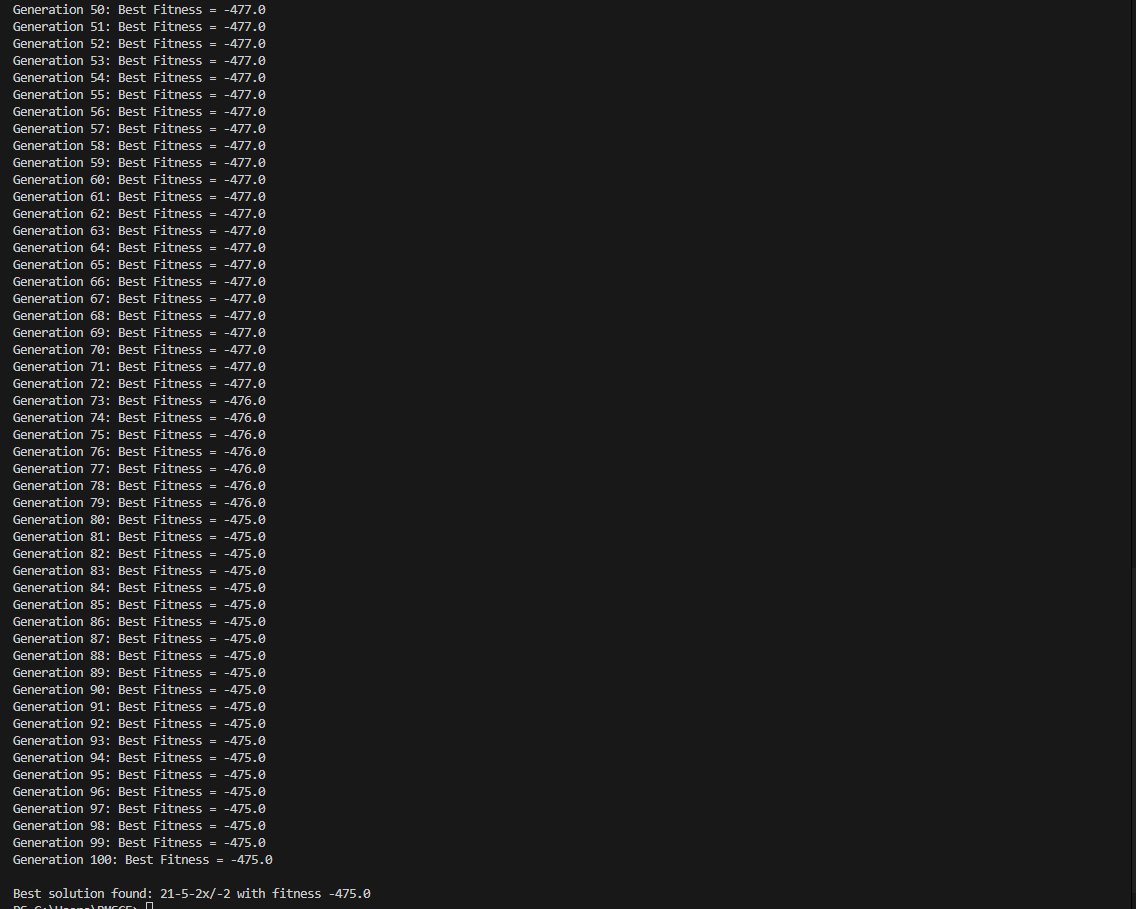 Generation 50: Best Fitness = -477.0
Generation 51: Best Fitness = -477.0
Generation 52: Best Fitness = -477.0
Generation 53: Best Fitness = -477.0
Generation 54: Best Fitness = -477.0
Generation 55: Best Fitness = -477.0
Generation 56: Best Fitness = -477.0
Generation 57: Best Fitness = -477.0
Generation 58: Best Fitness = -477.0
Generation 59: Best Fitness = -477.0
Generation 60: Best Fitness = -477.0
Generation 61: Best Fitness = -477.0
Generation 62: Best Fitness = -477.0
Generation 63: Best Fitness = -477.0
Generation 64: Best Fitness = -477.0
Generation 65: Best Fitness = -477.0
Generation 66: Best Fitness = -477.0
Generation 67: Best Fitness = -477.0
Generation 68: Best Fitness = -477.0
Generation 69: Best Fitness = -477.0
Generation 70: Best Fitness = -477.0
Generation 71: Best Fitness = -477.0
Generation 72: Best Fitness = -477.0
Generation 73: Best Fitness = -476.0
Generation 74: Best Fitness = -476.0
Generation 75: Best Fitness = -476.0
Generation 76: Best Fitness = -476.0
Generation 77: Best Fitness = -476.0
Generation 78: Best Fitness = -476.0
Generation 79: Best Fitness = -476.0
Generation 80: Best Fitness = -475.0
Generation 81: Best Fitness = -475.0
Generation 82: Best Fitness = -475.0
Generation 83: Best Fitness = -475.0
Generation 84: Best Fitness = -475.0
Generation 85: Best Fitness = -475.0
Generation 86: Best Fitness = -475.0
Generation 87: Best Fitness = -475.0
Generation 88: Best Fitness = -475.0
Generation 89: Best Fitness = -475.0
Generation 90: Best Fitness = -475.0
Generation 91: Best Fitness = -475.0
Generation 92: Best Fitness = -475.0
Generation 93: Best Fitness = -475.0
Generation 94: Best Fitness = -475.0
Generation 95: Best Fitness = -475.0
Generation 96: Best Fitness = -475.0
Generation 97: Best Fitness = -475.0
Generation 98: Best Fitness = -475.0
Generation 99: Best Fitness = -475.0
Generation 100: Best Fitness = -475.0
Best solution found: 21-5-2x/-2 with fitness -475.0
PS C:\Users\BMSCE>